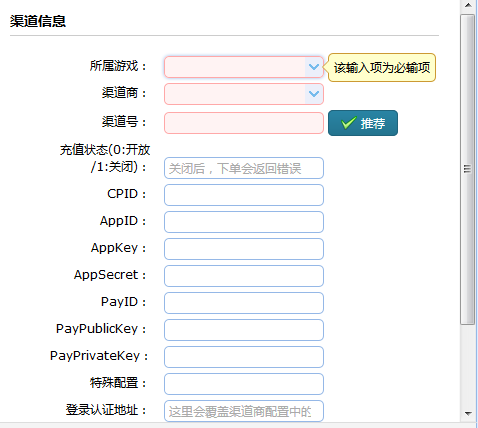 渠道信息
所属游戏： 该输入项为必输项
渠道商：
渠道号： 推荐
充值状态(0:开放
/1:关闭)： 关闭后，下单会返回错误
CPID：
AppID：
AppKey：
AppSecret：
PayID：
PayPublicKey：
PayPrivateKey：
特殊配置：
登录认证地址： 这里会覆盖渠道商配置中的